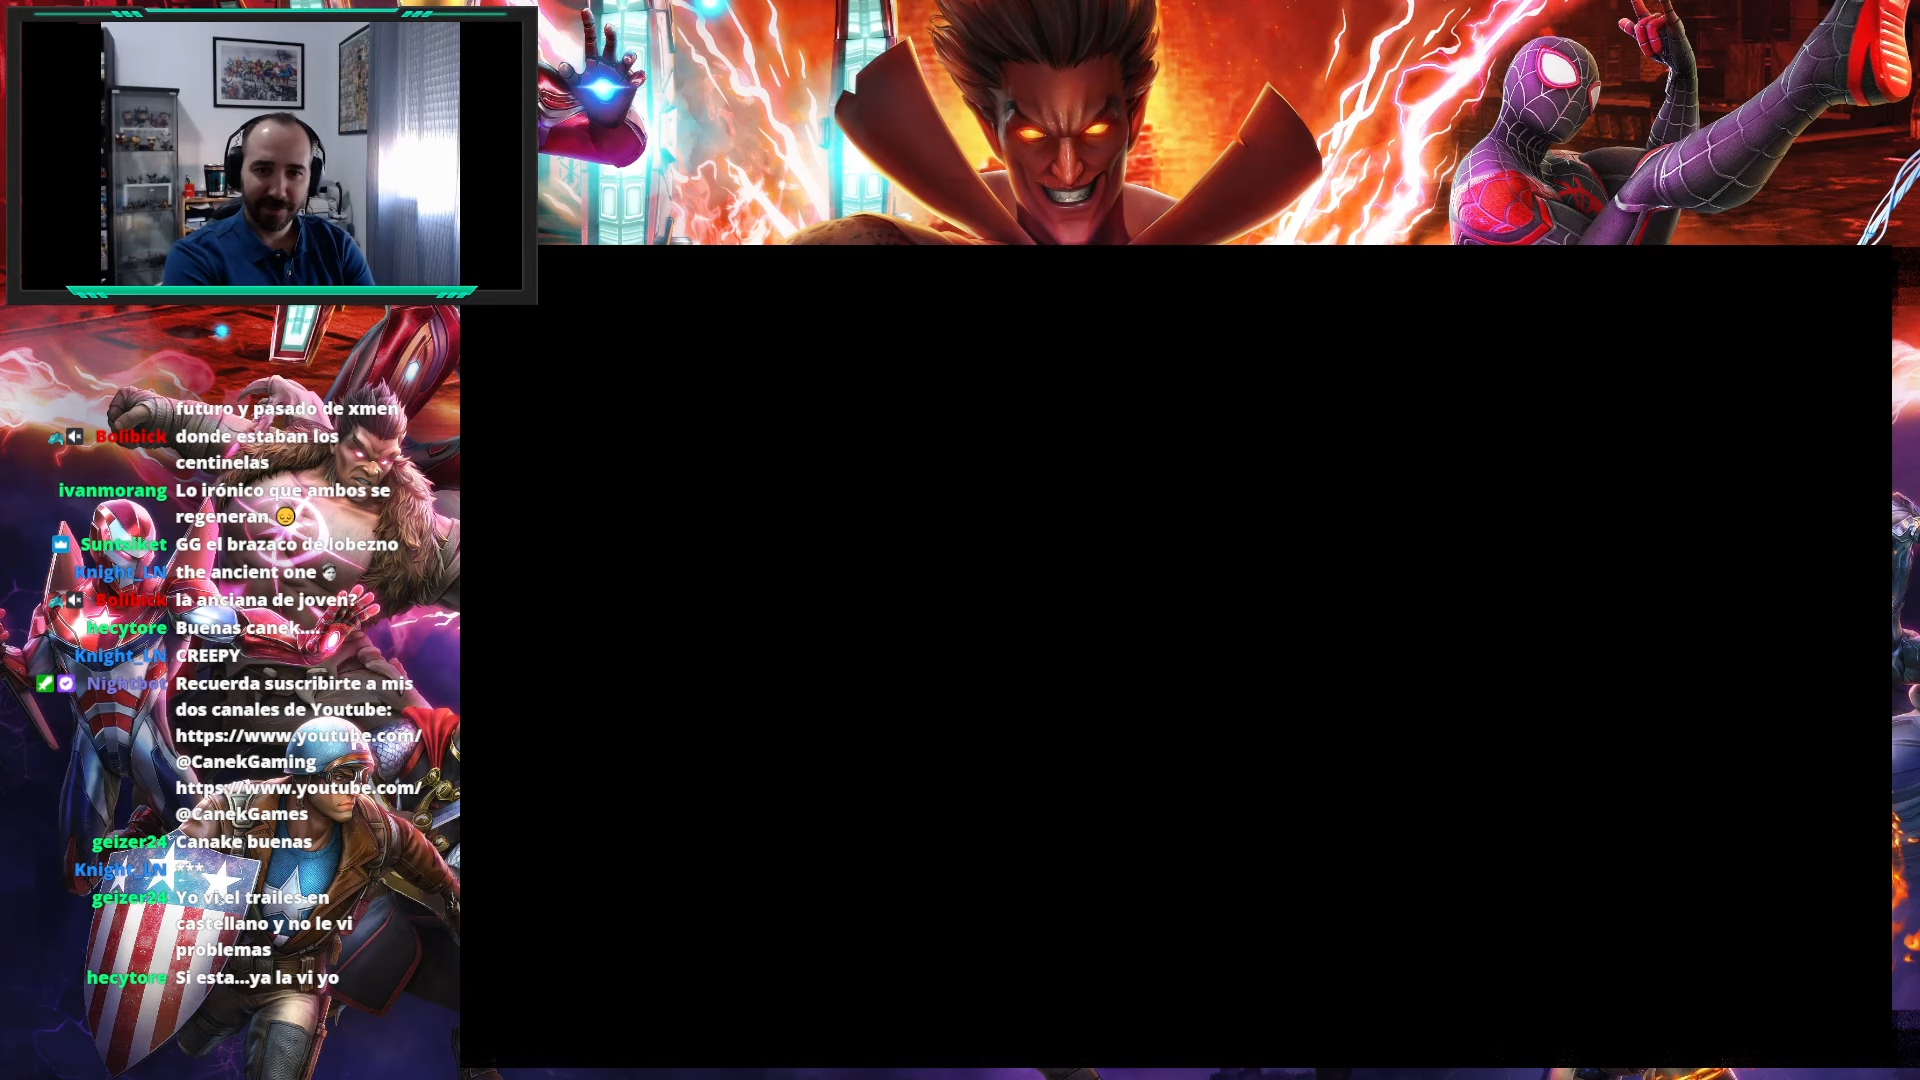 futuro y pasado de xmen
Bolibick donde estaban los
centinelas
ivanmorang Lo irónico que ambos se
regeneran 😔
Suntsiket GG el brazaco de lobezno
Knight_LN the ancient one
Bolibick la anciana de joven?
hecytore Buenas canek....
Knight_LN CREEPY
Nightbot Recuerda suscribirte a mis
dos canales de Youtube:
https://www.youtube.com/
@CanekGaming
https://www.youtube.com/
@CanekGames
geizer24 Canake buenas
Knight_LN ***
geizer24 Yo vi el trailes en
castellano y no le vi
problemas
hecytore Si esta...ya la vi yo